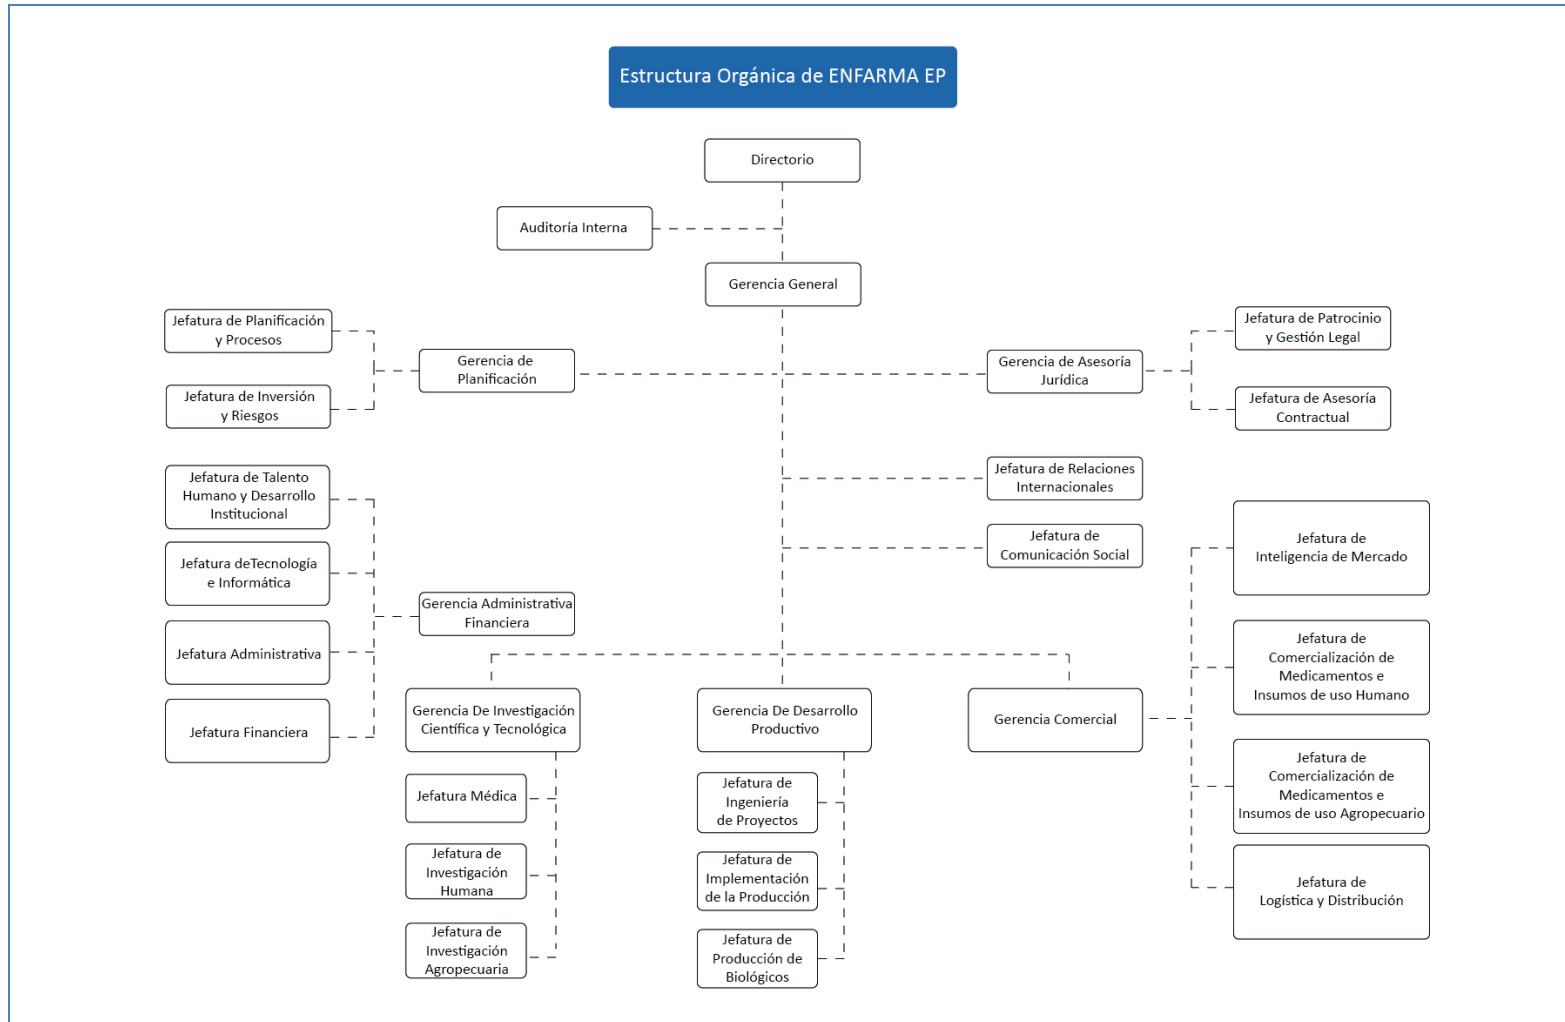 Estructura Orgánica de ENFARMA EP
Directorio
Auditoría Interna
Gerencia General
Jefatura de Planificación
y Procesos
Gerencia de
Planificación
Jefatura de Inversión
y Riesgos
Gerencia de Asesoría
Jurídica
Jefatura de Patrocinio
y Gestión Legal
Jefatura de Asesoría
Contractual
Jefatura de Relaciones
Internacionales
Jefatura de
Comunicación Social
Jefatura de Talento
Humano y Desarrollo
Institucional
Jefatura deTecnología
e Informática
Gerencia Administrativa
Financiera
Jefatura Administrativa
Jefatura Financiera
Gerencia De Investigación
Científica y Tecnológica
Jefatura Médica
Jefatura de
Investigación
Humana
Jefatura de
Investigación
Agropecuaria
Gerencia De Desarrollo
Productivo
Jefatura de
Ingeniería
de Proyectos
Jefatura de
Implementación
de la Producción
Jefatura de
Producción de
Biológicos
Gerencia Comercial
Jefatura de
Inteligencia de Mercado
Jefatura de
Comercialización de
Medicamentos e
Insumos de uso Humano
Jefatura de
Comercialización de
Medicamentos e
Insumos de uso Agropecuario
Jefatura de
Logística y Distribución